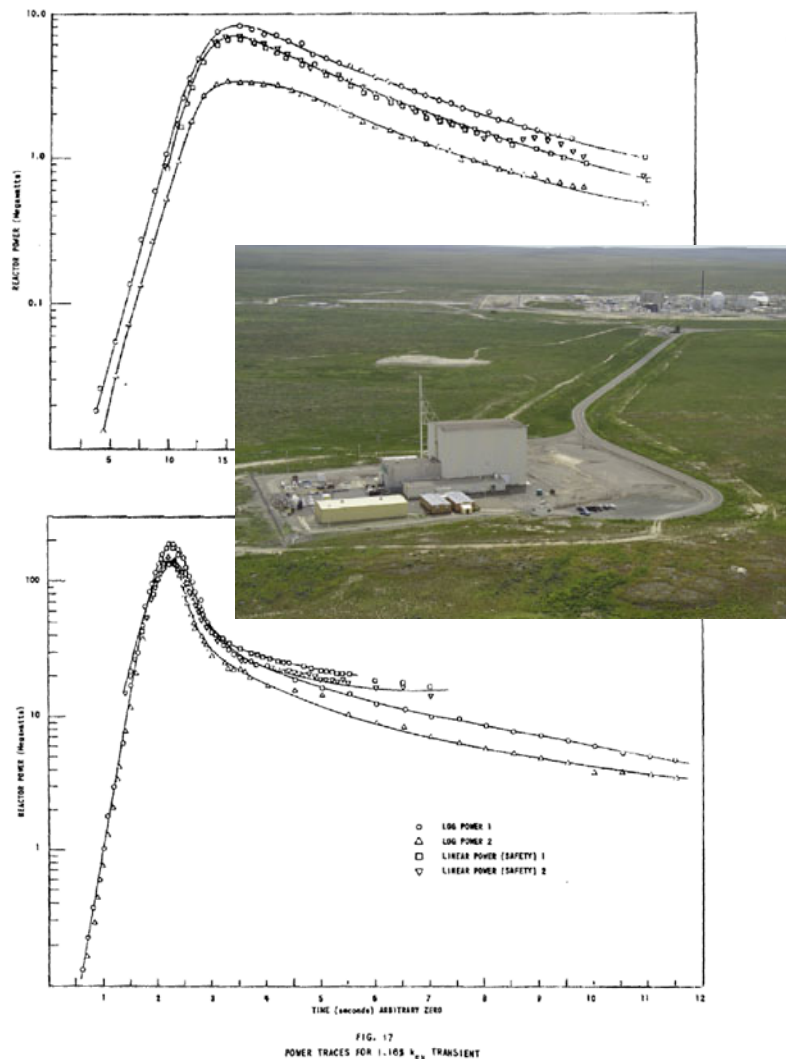 10.0
1.0
0.1
REACTOR POWER (Megawatts)
5
10
15
100
10
1
REACTOR POWER (Megawatts)
LOG POWER 1
LOG POWER 2
LINEAR POWER (SAFETY) 1
LINEAR POWER (SAFETY) 2
1 2 3 4 5 6 7 8 9 10 11 12
TIME (seconds) ARBITRARY ZERO
FIG. 17
POWER TRACES FOR 1.16$ TRANSIENT